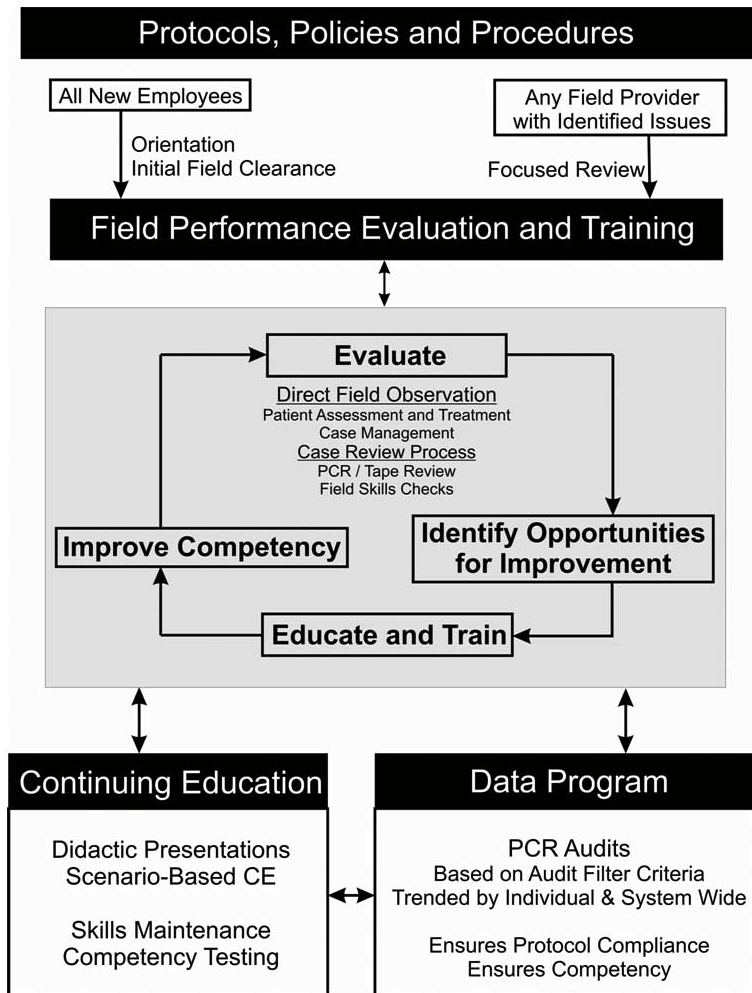 Protocols, Policies and Procedures
All New Employees
Any Field Provider
with Identified Issues
Orientation
Initial Field Clearance
Focused Review
Field Performance Evaluation and Training
Evaluate
Direct Field Observation
Patient Assessment and Treatment
Case Management
Case Review Process
PCR / Tape Review
Field Skills Checks
Improve Competency
Identify Opportunities
for Improvement
Educate and Train
Continuing Education
Didactic Presentations
Scenario-Based CE
Skills Maintenance
Competency Testing
Data Program
PCR Audits
Based on Audit Filter Criteria
Trended by Individual & System Wide
Ensures Protocol Compliance
Ensures Competency